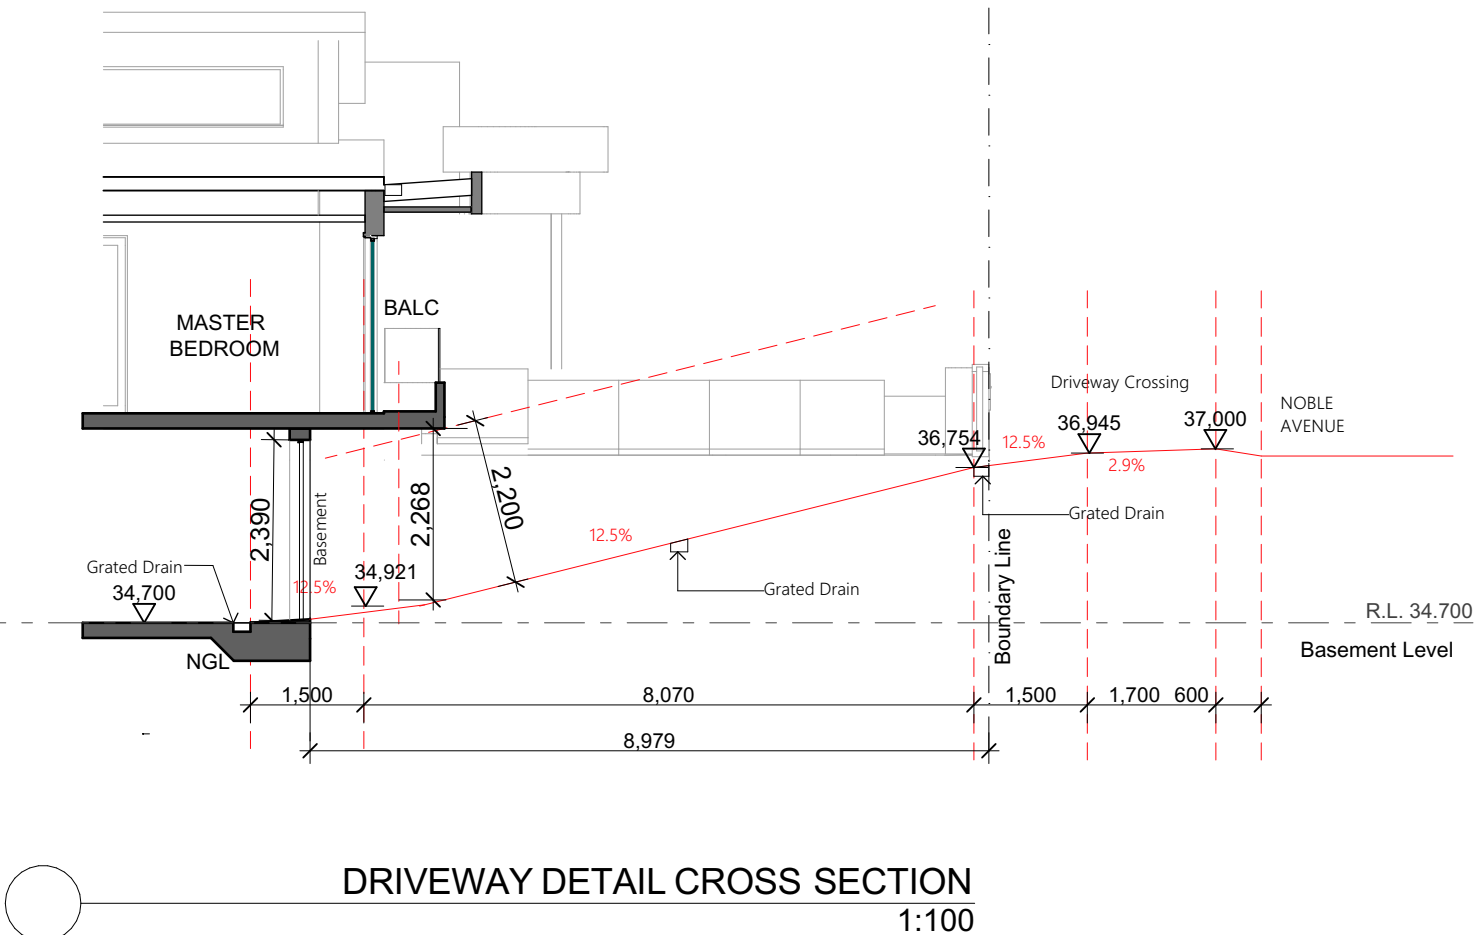 MASTER
BEDROOM
BALC
Driveway Crossing
NOBLE
AVENUE
36,754
12.5%
36,945
37,000
2.9%
2,390
Basement
2,268
2,200
12.5%
Grated Drain
Grated Drain
34,700
12.5%
34,921
Grated Drain
Boundary Line
R.L. 34.700
Basement Level
NGL
1,500
8,070
1,500
1,700
600
8,979
DRIVEWAY DETAIL CROSS SECTION
1:100